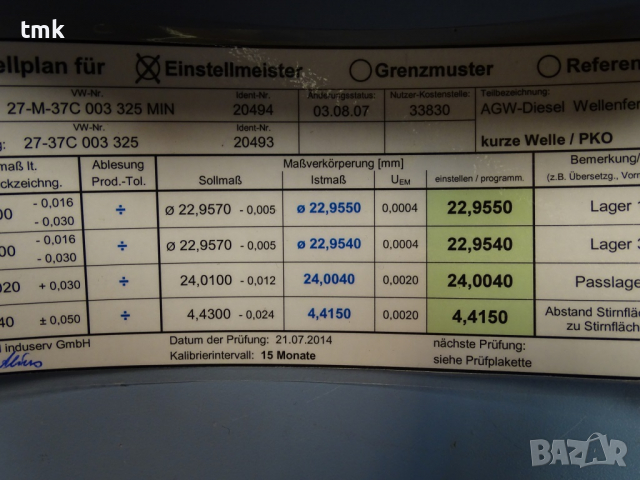 tmk
ellplan für Einstellmeister Grenzmuster Referen
VW-Nr. Ident-Nr. Änderungsstatus: Nutzer-Kostenstelle: Teilbezeichnung:
27-M-37C 003 325 MIN 20494 03.08.07 33830 AGW-Diesel Wellenfe
VW-Nr. Ident-Nr.
g: 27-37C 003 325 20493 kurze Welle / PKO
maß lt. Ablesung Maßverkörperung [mm] Bemerkung/
ckzeichng. Prod.-Tol. Sollmaß Istmaß UEM einstellen / programm. (z.B. Übersetzg., Vorr
00 - 0,016 - 0,030 ÷ ø 22,9570 - 0,005 ø 22,9550 0,0004 22,9550 Lager 1
00 - 0,016 - 0,030 ÷ ø 22,9570 - 0,005 ø 22,9540 0,0004 22,9540 Lager 3
020 + 0,030 ÷ 24,0100 - 0,012 24,0040 0,0020 24,0040 Passlage
40 ± 0,050 ÷ 4,4300 - 0,024 4,4150 0,0020 4,4150 Abstand Stirnfläc
zu Stirnfläch
i induserv GmbH Datum der Prüfung: 21.07.2014 nächste Prüfung:
Kalibrierintervall: 15 Monate siehe Prüfplakette
BAZAR